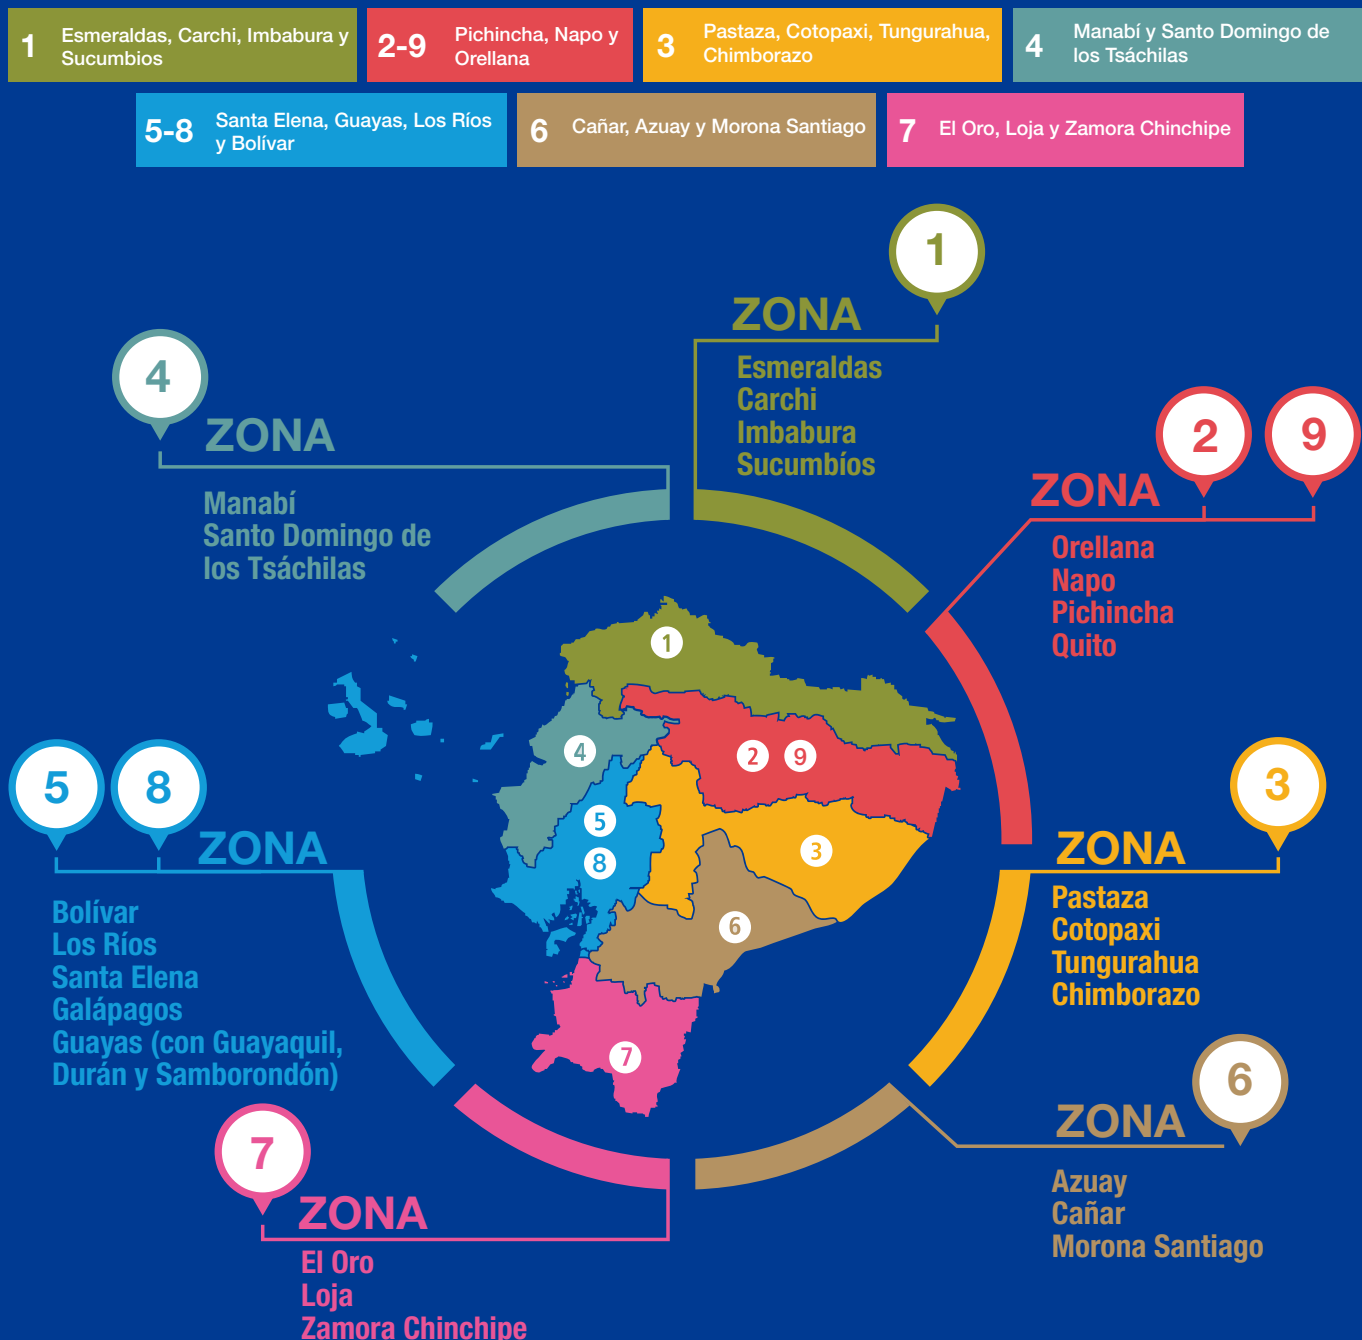 1
Esmeraldas, Carchi, Imbabura y
Sucumbios
2-9
Pichincha, Napo y
Orellana
3
Pastaza, Cotopaxi, Tungurahua,
Chimborazo
4
Manabí y Santo Domingo de
los Tsáchilas
5-8
Santa Elena, Guayas, Los Ríos
y Bolívar
6
Cañar, Azuay y Morona Santiago
7
El Oro, Loja y Zamora Chinchipe
1
ZONA
Esmeraldas
Carchi
Imbabura
Sucumbíos
4
ZONA
Manabí
Santo Domingo de
los Tsáchilas
2 9
ZONA
Orellana
Napo
Pichincha
Quito
1
4
2 9
5
8
3
6
7
5 8
ZONA
Bolívar
Los Ríos
Santa Elena
Galápagos
Guayas (con Guayaquil,
Durán y Samborondón)
3
ZONA
Pastaza
Cotopaxi
Tungurahua
Chimborazo
6
ZONA
Azuay
Cañar
Morona Santiago
7
ZONA
El Oro
Loja
Zamora Chinchipe